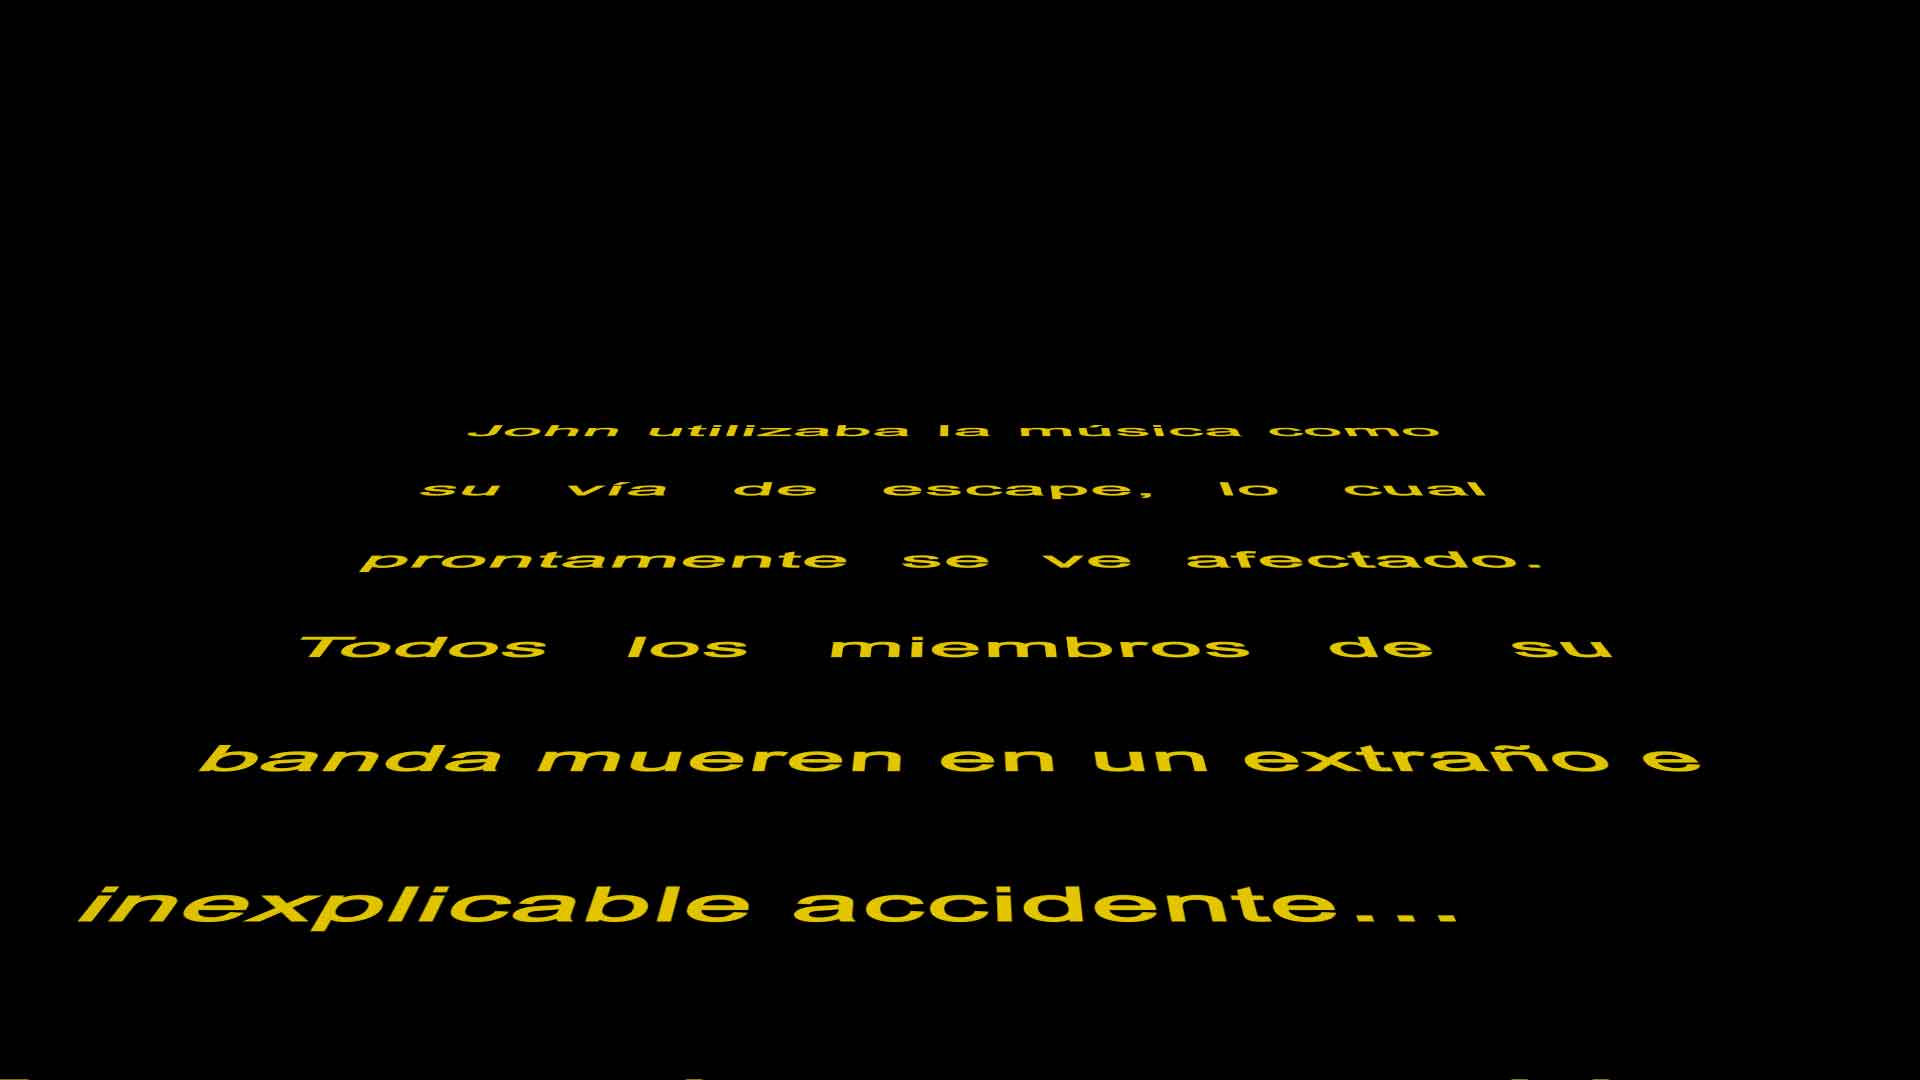 John utilizaba la música como
su vía de escape, lo cual
prontamente se ve afectado.
Todos los miembros de su
banda mueren en un extraño e
inexplicable accidente...